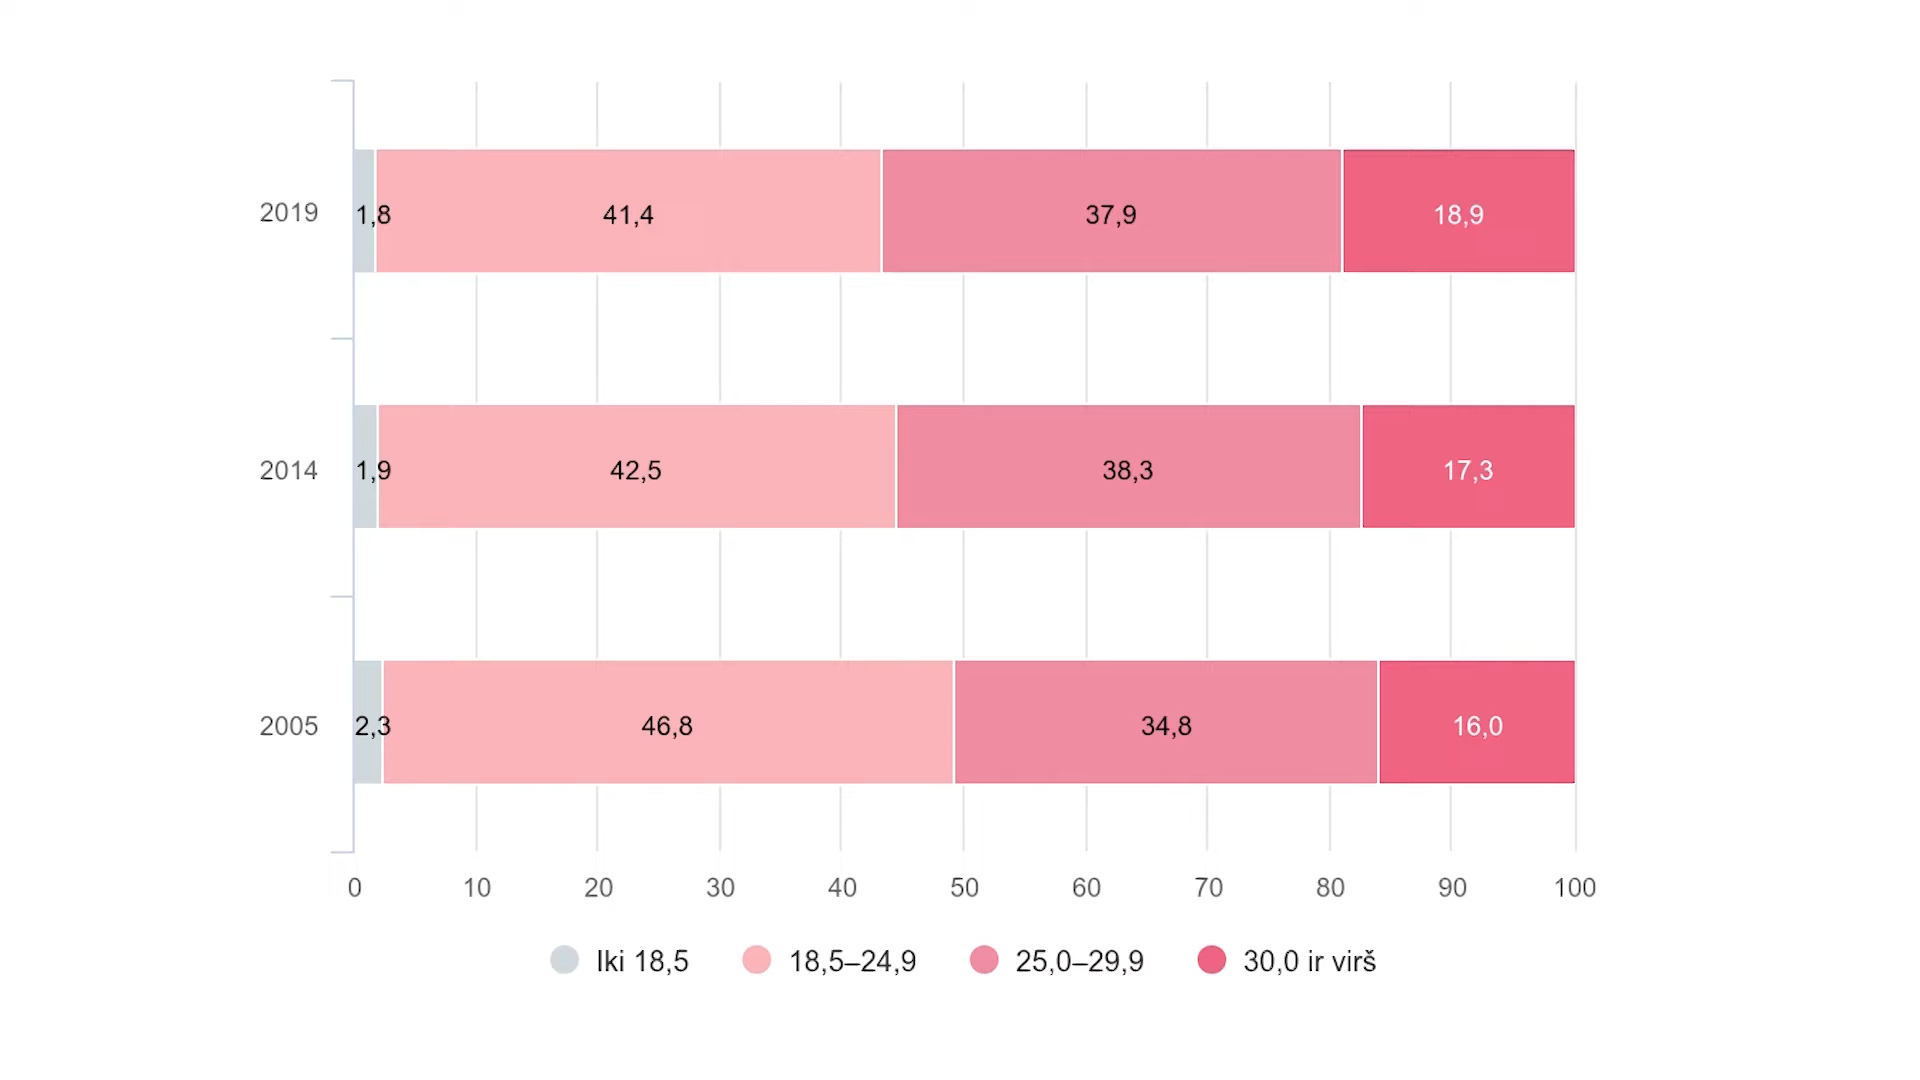 2019 1,8 41,4 37,9 18,9
2014 1,9 42,5 38,3 17,3
2005 2,3 46,8 34,8 16,0
0 10 20 30 40 50 60 70 80 90 100
Iki 18,5 18,5–24,9 25,0–29,9 30,0 ir virš